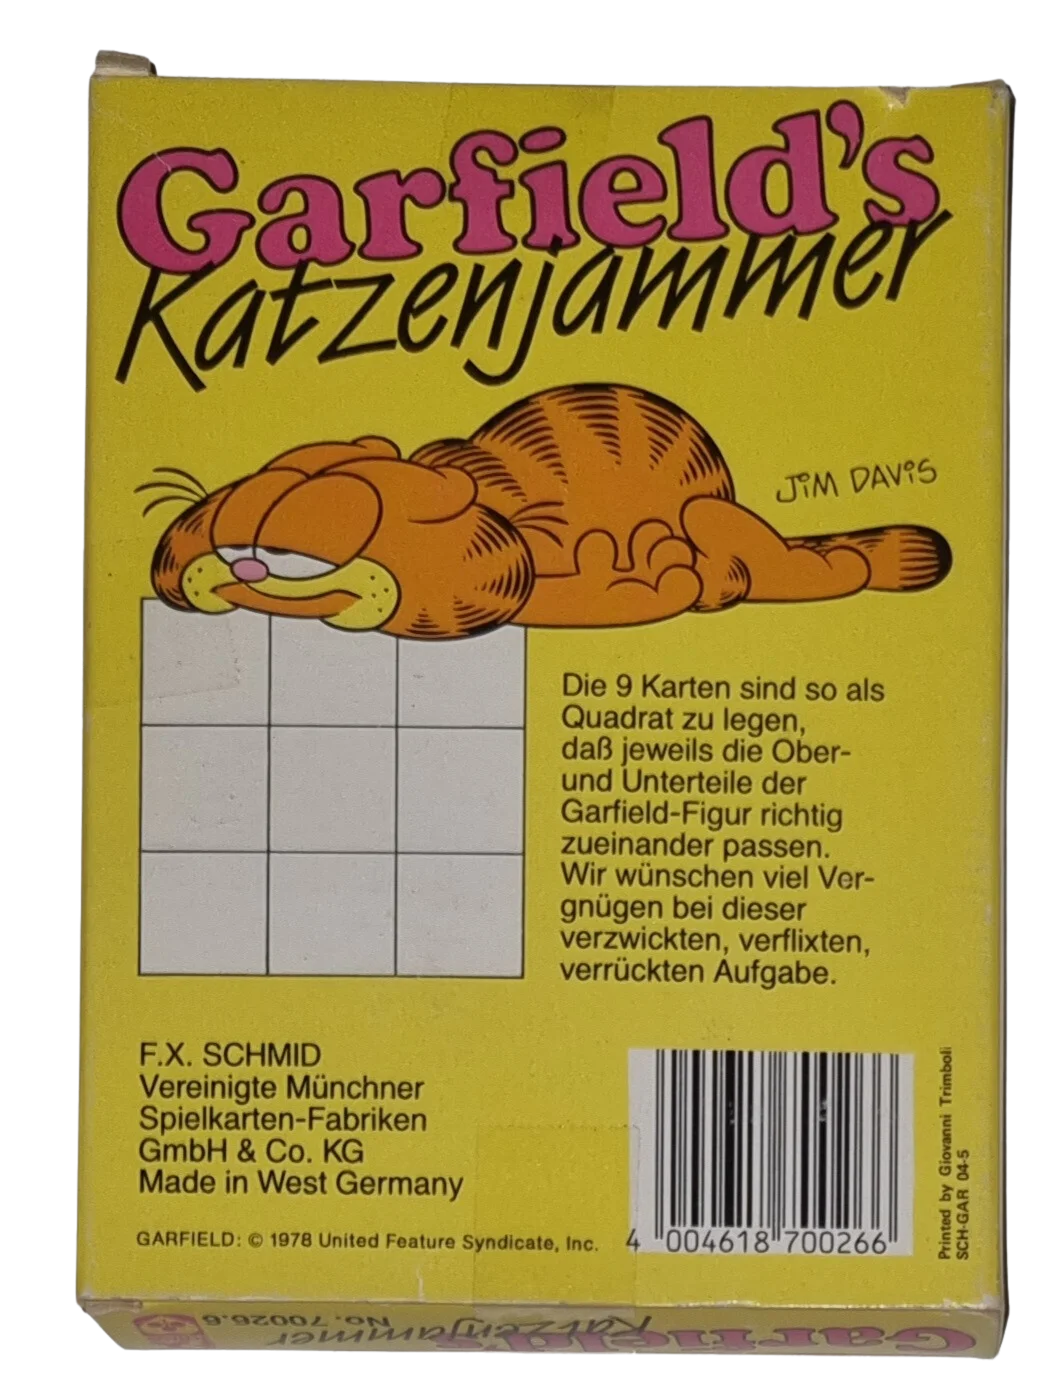 Garfield's
Katzenjammer
JIM DAVIS
Die 9 Karten sind so als
Quadrat zu legen,
daß jeweils die Ober-
und Unterteile der
Garfield-Figur richtig
zueinander passen.
Wir wünschen viel Ver-
gnügen bei dieser
verzwickten, verflixten,
verrückten Aufgabe.
F.X. SCHMID
Vereinigte Münchner
Spielkarten-Fabriken
GmbH & Co. KG
Made in West Germany
GARFIELD: © 1978 United Feature Syndicate, Inc.
4 004618 700266
Printed by Giovanni Trimboli
SCH-GAR 04-5
Garfield's
Katzenjammer
No. 70026.6